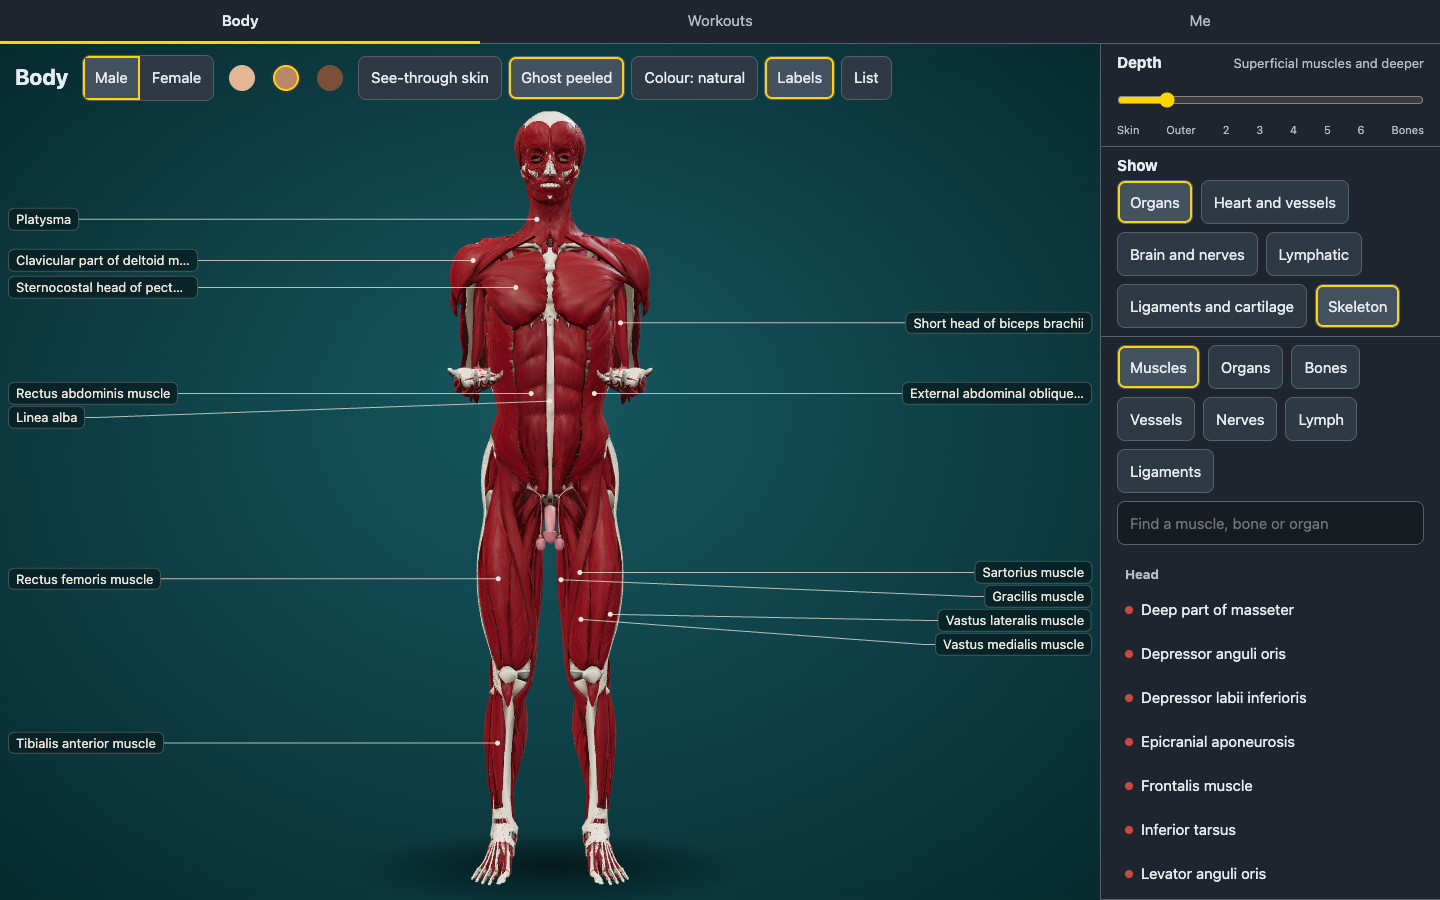 Body
Workouts
Me
Body
Male
Female
See-through skin
Ghost peeled
Colour: natural
Labels
List
Platysma
Clavicular part of deltoid m...
Sternocostal head of pect...
Short head of biceps brachii
Rectus abdominis muscle
External abdominal oblique...
Linea alba
Rectus femoris muscle
Sartorius muscle
Gracilis muscle
Vastus lateralis muscle
Vastus medialis muscle
Tibialis anterior muscle
Depth
Superficial muscles and deeper
Skin
Outer
2
3
4
5
6
Bones
Show
Organs
Heart and vessels
Brain and nerves
Lymphatic
Ligaments and cartilage
Skeleton
Muscles
Organs
Bones
Vessels
Nerves
Lymph
Ligaments
Find a muscle, bone or organ
Head
Deep part of masseter
Depressor anguli oris
Depressor labii inferioris
Epicranial aponeurosis
Frontalis muscle
Inferior tarsus
Levator anguli oris